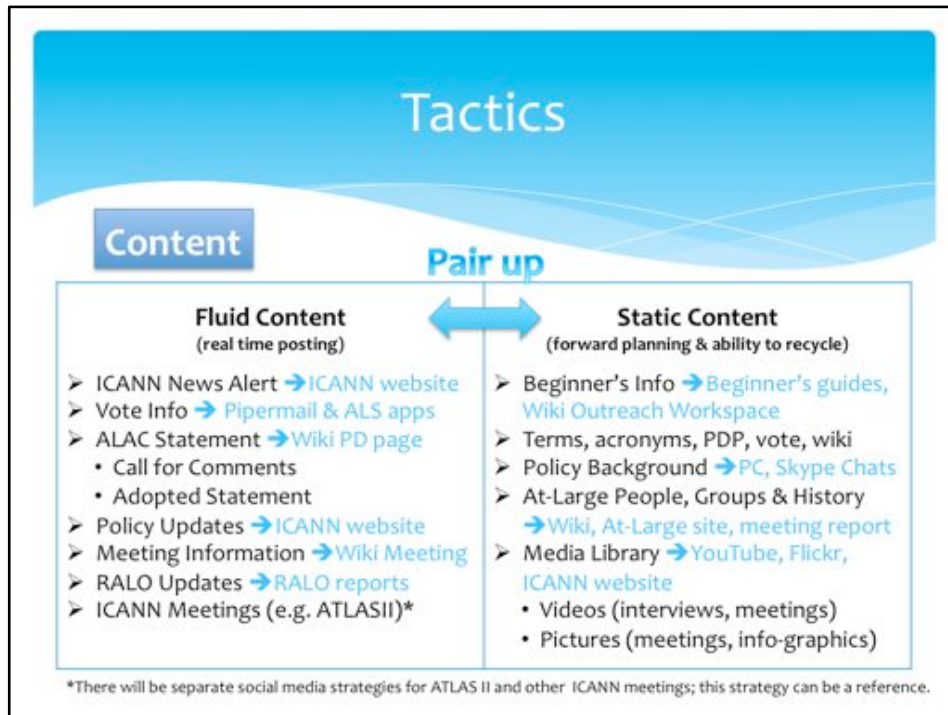 Tactics
Content
Pair up
Fluid Content
(real time posting)
➢ ICANN News Alert ➔ICANN website
➢ Vote Info ➔ Pipermail & ALS apps
➢ ALAC Statement ➔Wiki PD page
• Call for Comments
• Adopted Statement
➢ Policy Updates ➔ICANN website
➢ Meeting Information ➔Wiki Meeting
➢ RALO Updates ➔RALO reports
➢ ICANN Meetings (e.g. ATLASII)*
Static Content
(forward planning & ability to recycle)
➢ Beginner's Info ➔Beginner's guides,
Wiki Outreach Workspace
➢ Terms, acronyms, PDP, vote, wiki
➢ Policy Background ➔PC, Skype Chats
➢ At-Large People, Groups & History
➔Wiki, At-Large site, meeting report
➢ Media Library ➔YouTube, Flickr,
ICANN website
• Videos (interviews, meetings)
• Pictures (meetings, info-graphics)
*There will be separate social media strategies for ATLAS II and other ICANN meetings; this strategy can be a reference.